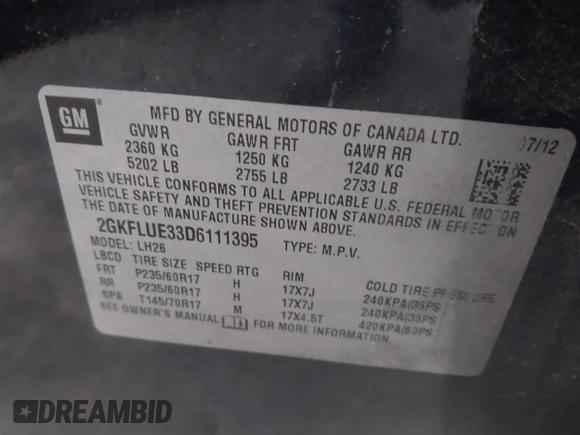 GM
MFD BY GENERAL MOTORS OF CANADA LTD. 07/12
GVWR GAWR FRT GAWR RR
2360 KG 1250 KG 1240 KG
5202 LB 2755 LB 2733 LB
THIS VEHICLE CONFORMS TO ALL APPLICABLE U.S. FEDERAL MOTOR
VEHICLE SAFETY AND THEFT PREVENTION STANDARDS IN EFFECT ON
THE DATE OF MANUFACTURE SHOWN ABOVE.
2GKFLUE33D6111395 TYPE: M.P.V.
MODEL: LH26
LBCD TIRE SIZE SPEED RTG RIM COLD TIRE PRESSURE
FRT P235/60R17 H 17X7J 240KPA(35PS
RR P235/60R17 H 17X7J 240KPA(35PS
SPA T145/70R17 M 17X4.5T 420KPA(60PS
SEE OWNER'S MANUAL FOR MORE INFORMATION.
DREAMBID